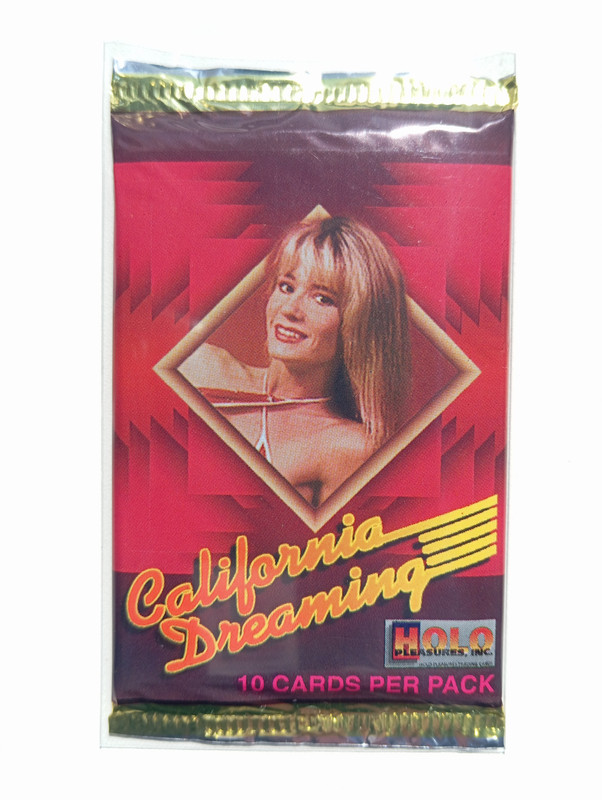 California
Dreaming
HOLO
PLEASURES, INC.
10 CARDS PER PACK